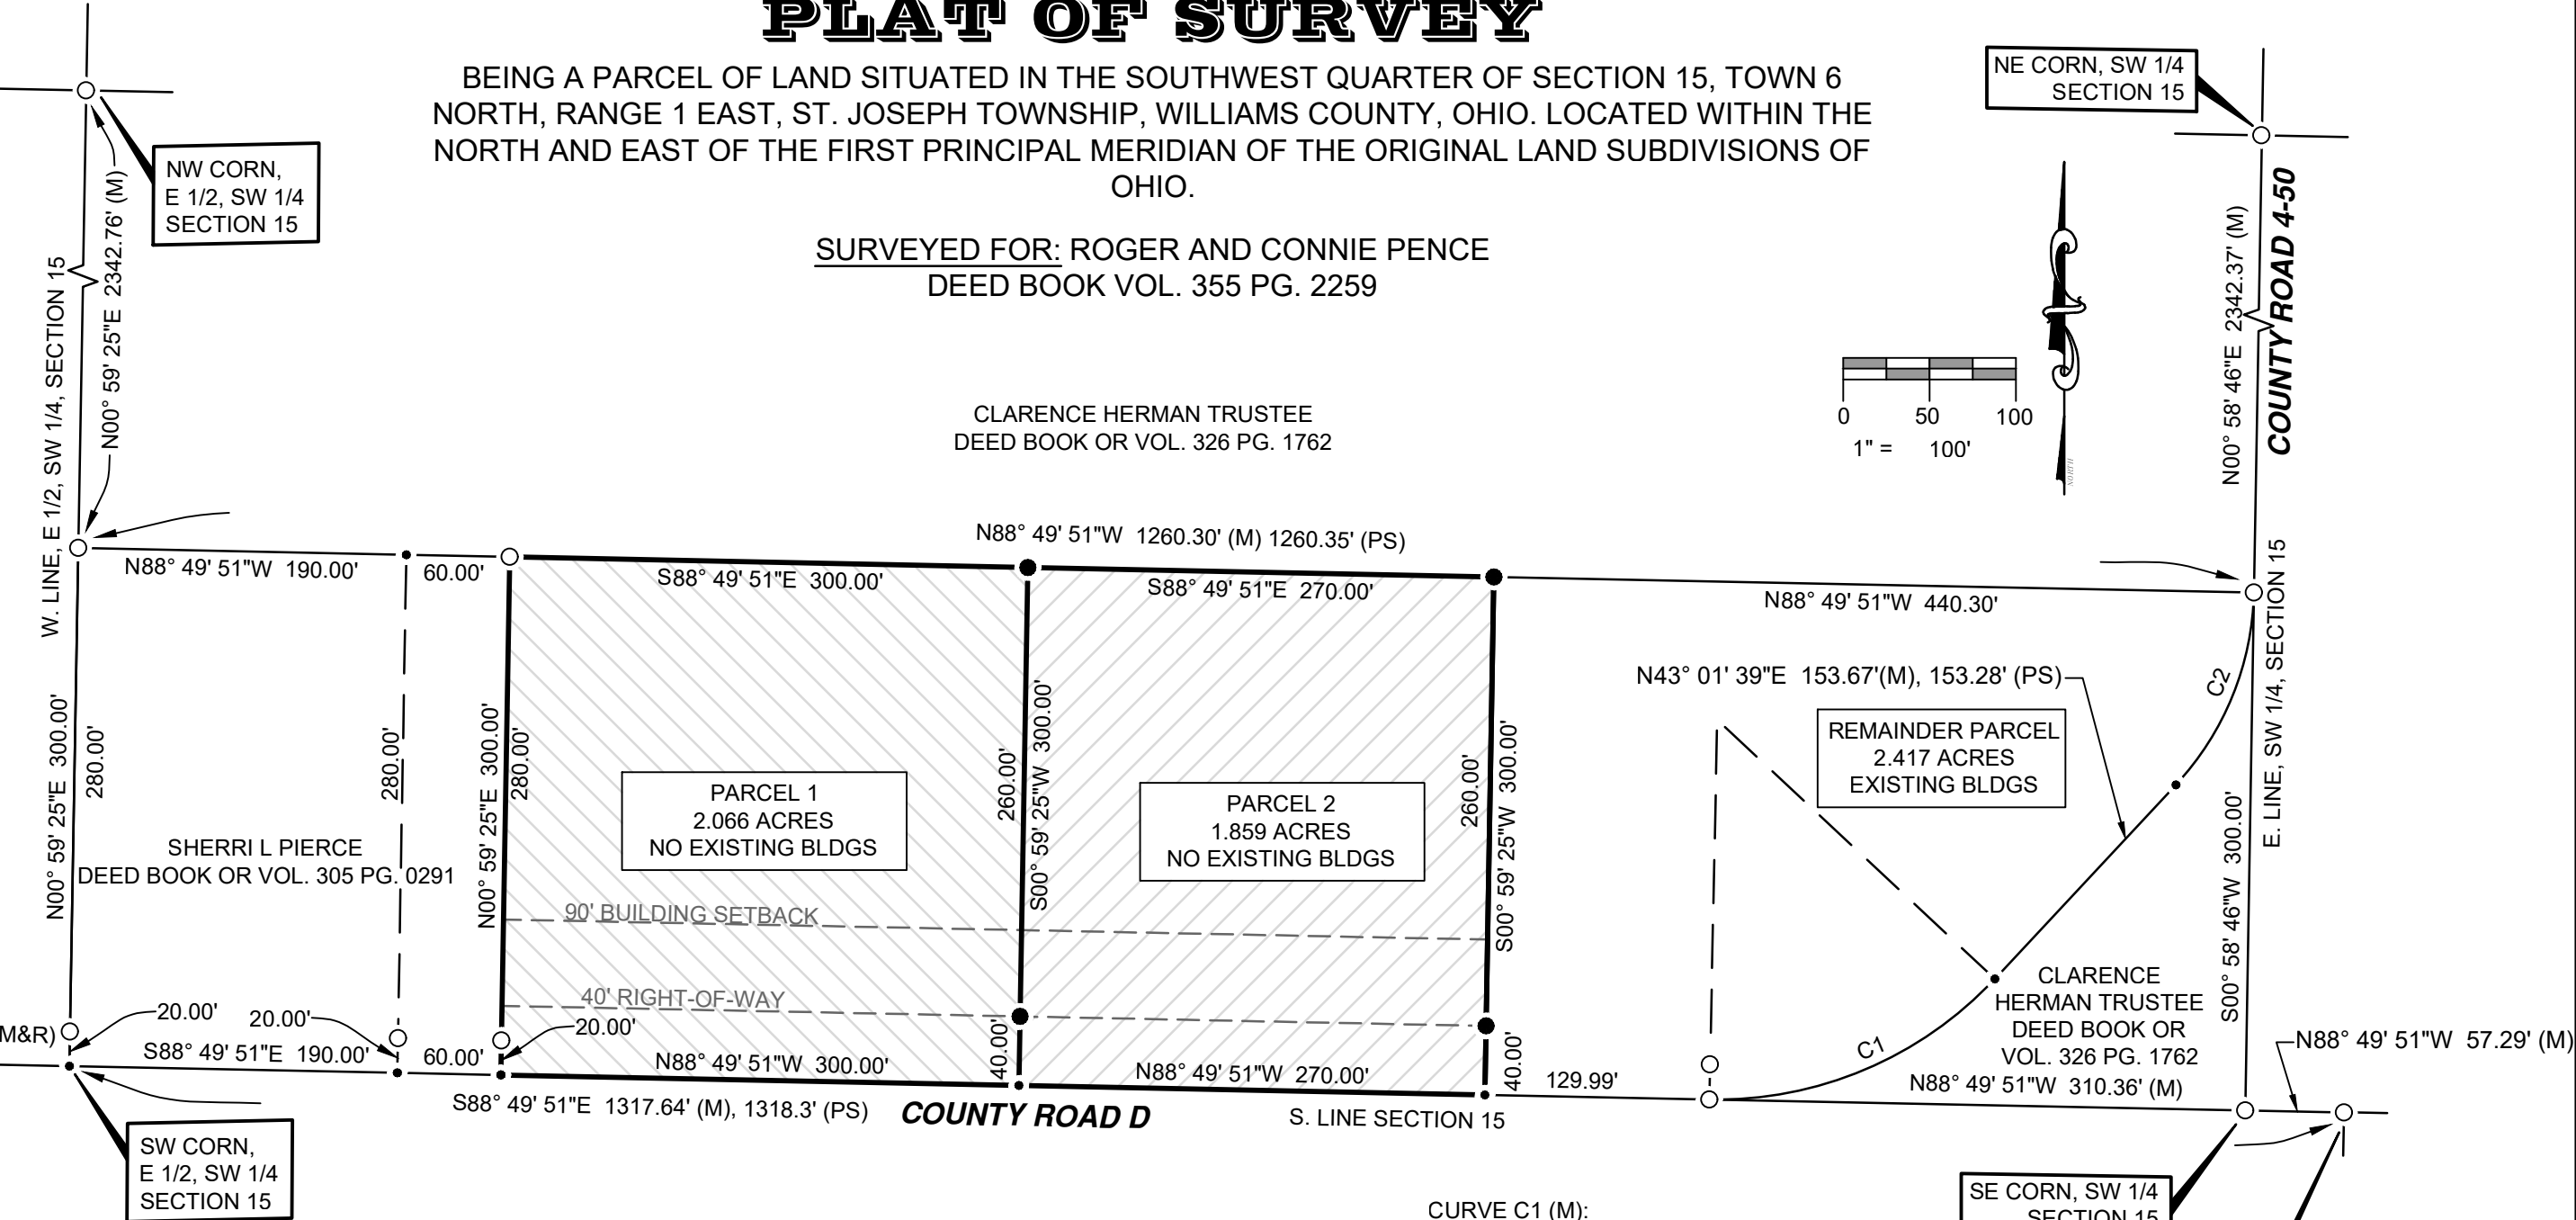 PLAT OF SURVEY
BEING A PARCEL OF LAND SITUATED IN THE SOUTHWEST QUARTER OF SECTION 15, TOWN 6
NORTH, RANGE 1 EAST, ST. JOSEPH TOWNSHIP, WILLIAMS COUNTY, OHIO. LOCATED WITHIN THE
NORTH AND EAST OF THE FIRST PRINCIPAL MERIDIAN OF THE ORIGINAL LAND SUBDIVISIONS OF
OHIO.
SURVEYED FOR: ROGER AND CONNIE PENCE
DEED BOOK VOL. 355 PG. 2259
NW CORN,
E 1/2, SW 1/4
SECTION 15
NE CORN, SW 1/4
SECTION 15
N00° 59' 25"E 2342.76' (M)
W. LINE, E 1/2, SW 1/4, SECTION 15
N00° 58' 46"E 2342.37' (M)
COUNTY ROAD 4-50
CLARENCE HERMAN TRUSTEE
DEED BOOK OR VOL. 326 PG. 1762
0 50 100
1" = 100'
NORTH
N88° 49' 51"W 1260.30' (M) 1260.35' (PS)
N88° 49' 51"W 190.00'
60.00'
S88° 49' 51"E 300.00'
S88° 49' 51"E 270.00'
N88° 49' 51"W 440.30'
E. LINE, SW 1/4, SECTION 15
N43° 01' 39"E 153.67'(M), 153.28' (PS)
C2
REMAINDER PARCEL
2.417 ACRES
EXISTING BLDGS
N00° 59' 25"E 300.00'
280.00'
280.00'
N00° 59' 25"E 300.00'
280.00'
PARCEL 1
2.066 ACRES
NO EXISTING BLDGS
260.00'
S00° 59' 25"W 300.00'
PARCEL 2
1.859 ACRES
NO EXISTING BLDGS
260.00'
S00° 59' 25"W 300.00'
S00° 58' 46"W 300.00'
SHERRI L PIERCE
DEED BOOK OR VOL. 305 PG. 0291
90' BUILDING SETBACK
40' RIGHT-OF-WAY
CLARENCE
HERMAN TRUSTEE
DEED BOOK OR
VOL. 326 PG. 1762
C1
M&R)
20.00'
20.00'
20.00'
S88° 49' 51"E 190.00'
60.00'
N88° 49' 51"W 300.00'
40.00'
N88° 49' 51"W 270.00'
40.00'
129.99'
N88° 49' 51"W 310.36' (M)
N88° 49' 51"W 57.29' (M)
S88° 49' 51"E 1317.64' (M), 1318.3' (PS)
COUNTY ROAD D
S. LINE SECTION 15
SW CORN,
E 1/2, SW 1/4
SECTION 15
SE CORN, SW 1/4
SECTION 15
CURVE C1 (M):